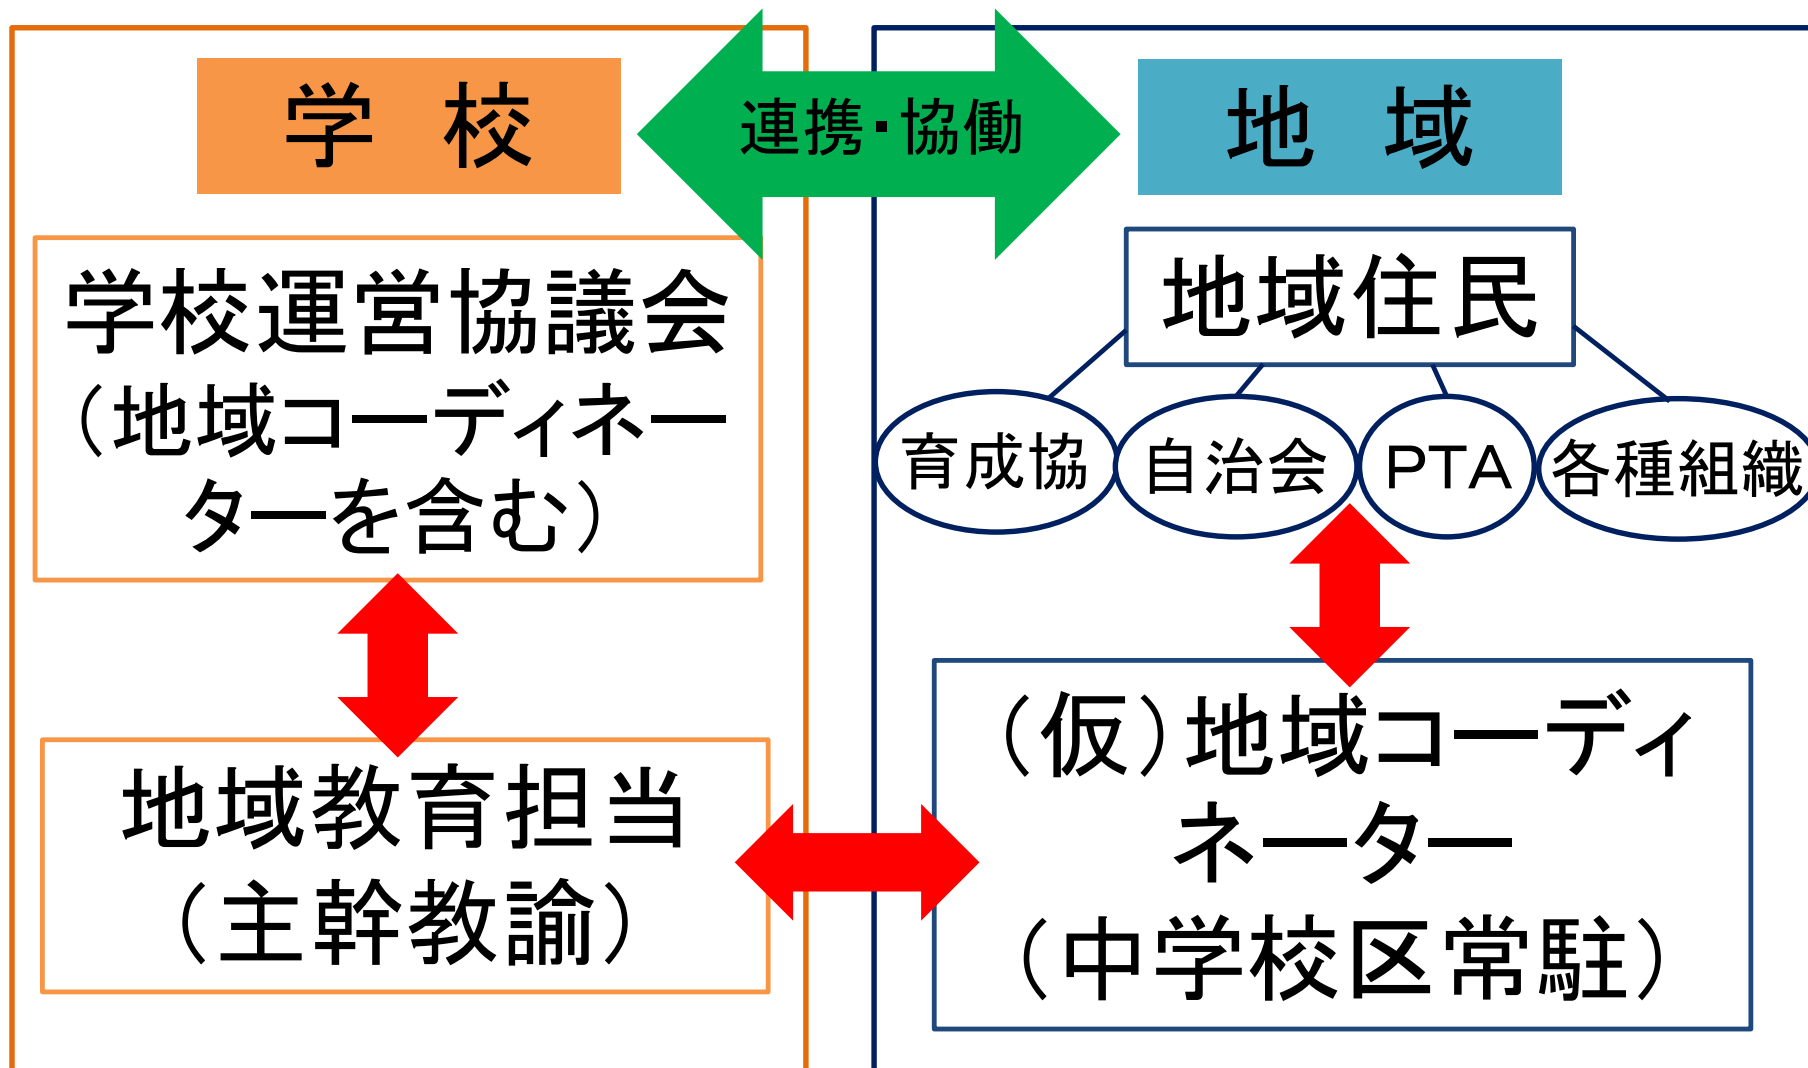 学　校
連携・協働
地　域
学校運営協議会
（地域コーディネー
ターを含む）
地域住民
育成協
自治会
PTA
各種組織
地域教育担当
（主幹教諭）
（仮）地域コーディ
ネーター
（中学校区常駐）